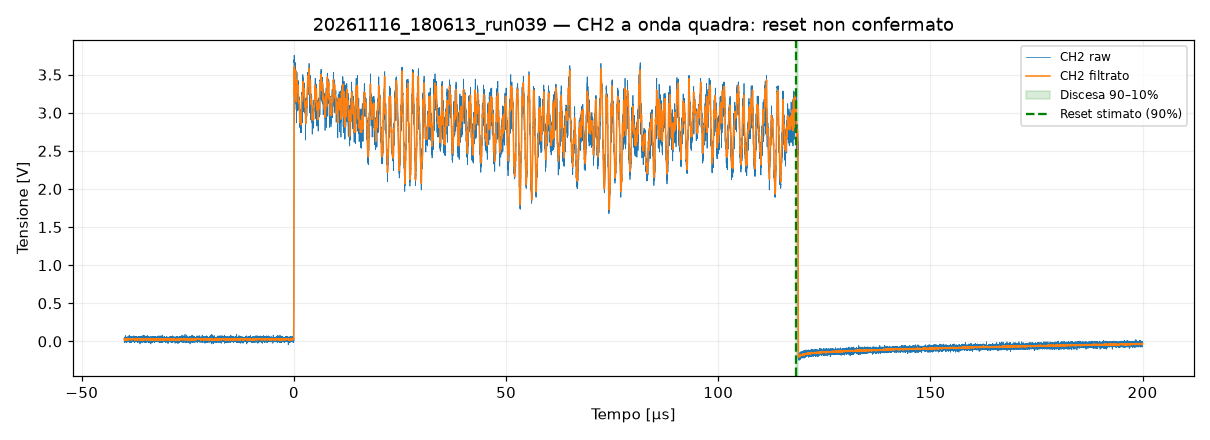 20261116_180613_run039 — CH2 a onda quadra: reset non confermato
CH2 raw
CH2 filtrato
Discesa 90–10%
Reset stimato (90%)
Tensione [V]
3.5
3.0
2.5
2.0
1.5
1.0
0.5
0.0
−50
0
50
100
150
200
Tempo [µs]